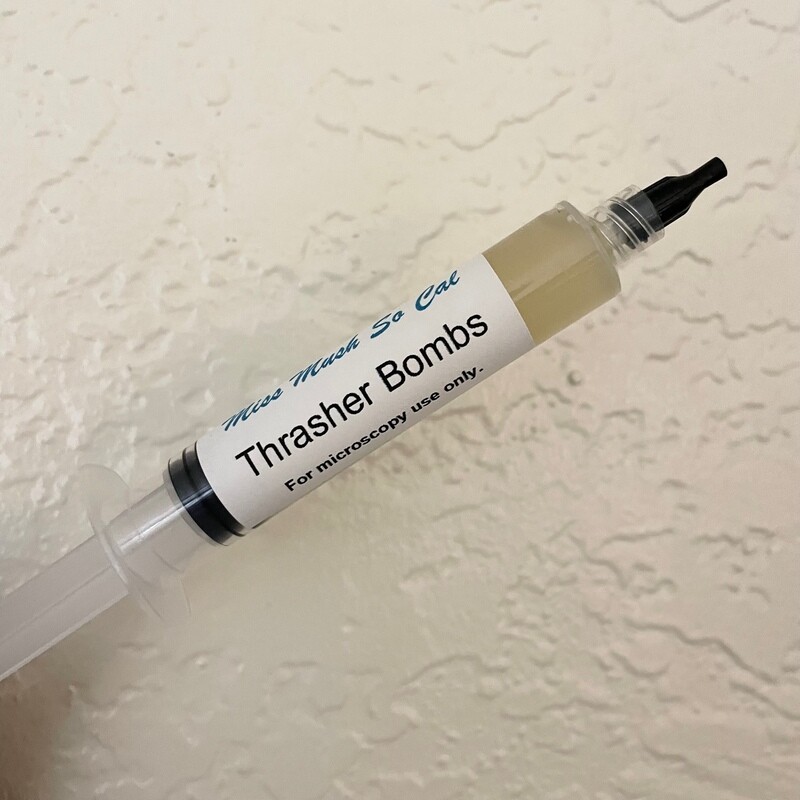 Miss Mush So Cal
Thrasher Bombs
For microscopy use only.